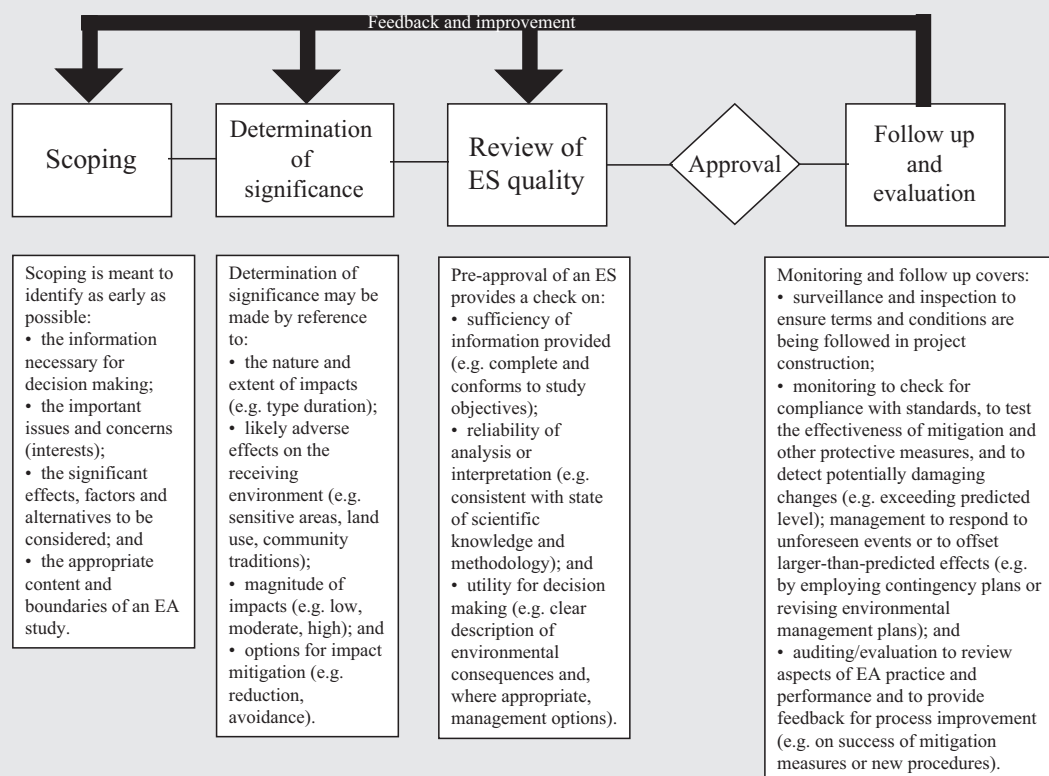 Feedback and improvement
Scoping
Determination
of
significance
Review of
ES quality
Approval
Follow up
and
evaluation
Scoping is meant to
identify as early as
possible:
• the information
necessary for
decision making;
• the important
issues and concerns
(interests);
• the significant
effects, factors and
alternatives to be
considered; and
• the appropriate
content and
boundaries of an EA
study.
Determination of
significance may be
made by reference
to:
• the nature and
extent of impacts
(e.g. type duration);
• likely adverse
effects on the
receiving
environment (e.g.
sensitive areas, land
use, community
traditions);
• magnitude of
impacts (e.g. low,
moderate, high); and
• options for impact
mitigation (e.g.
reduction,
avoidance).
Pre-approval of an ES
provides a check on:
• sufficiency of
information provided
(e.g. complete and
conforms to study
objectives);
• reliability of
analysis or
interpretation (e.g.
consistent with state
of scientific
knowledge and
methodology); and
• utility for decision
making (e.g. clear
description of
environmental
consequences and,
where appropriate,
management options).
Monitoring and follow up covers:
• surveillance and inspection to
ensure terms and conditions are
being followed in project
construction;
• monitoring to check for
compliance with standards, to test
the effectiveness of mitigation and
other protective measures, and to
detect potentially damaging
changes (e.g. exceeding predicted
level); management to respond to
unforeseen events or to offset
larger-than-predicted effects (e.g.
by employing contingency plans or
revising environmental
management plans); and
• auditing/evaluation to review
aspects of EA practice and
performance and to provide
feedback for process improvement
(e.g. on success of mitigation
measures or new procedures).